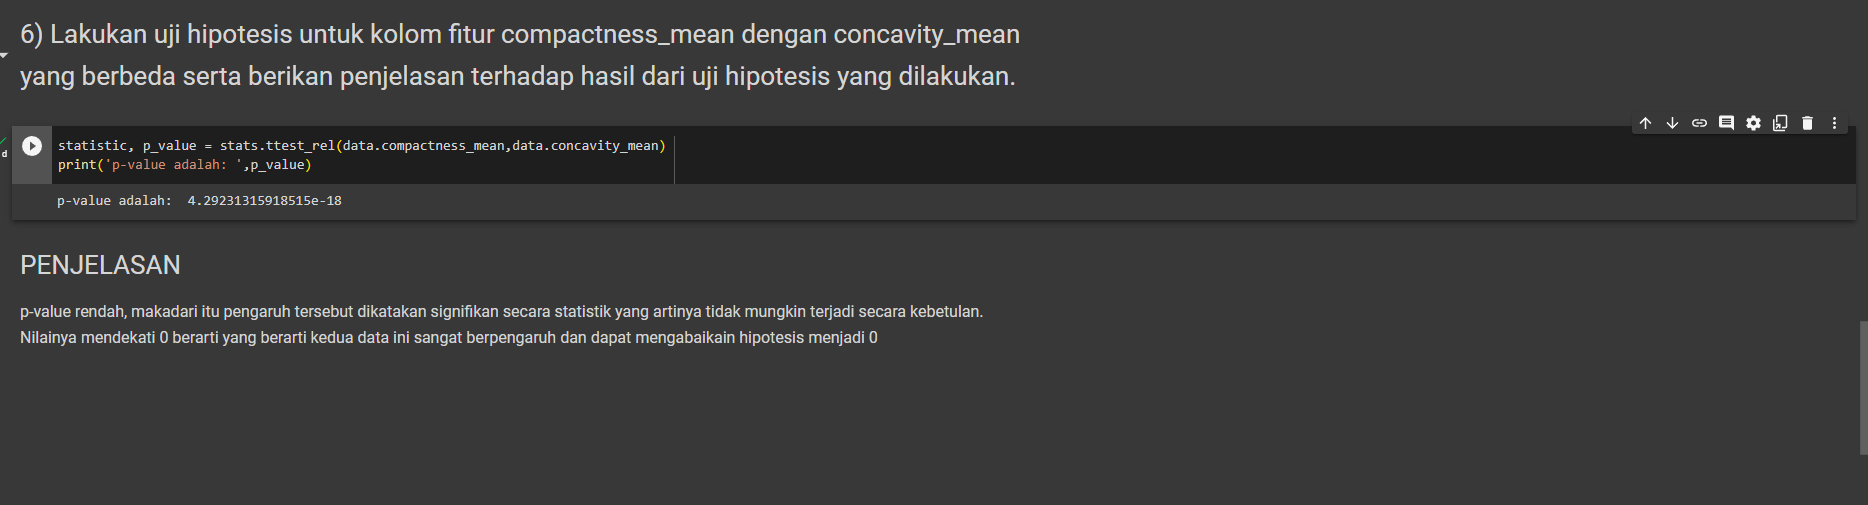 6) Lakukan uji hipotesis untuk kolom fitur compactness_mean dengan concavity_mean
yang berbeda serta berikan penjelasan terhadap hasil dari uji hipotesis yang dilakukan.
d
statistic, p_value = stats.ttest_rel(data.compactness_mean,data.concavity_mean)
print('p-value adalah: ',p_value)
p-value adalah:  4.29231315918515e-18
PENJELASAN
p-value rendah, makadari itu pengaruh tersebut dikatakan signifikan secara statistik yang artinya tidak mungkin terjadi secara kebetulan.
Nilainya mendekati 0 berarti yang berarti kedua data ini sangat berpengaruh dan dapat mengabaikain hipotesis menjadi 0